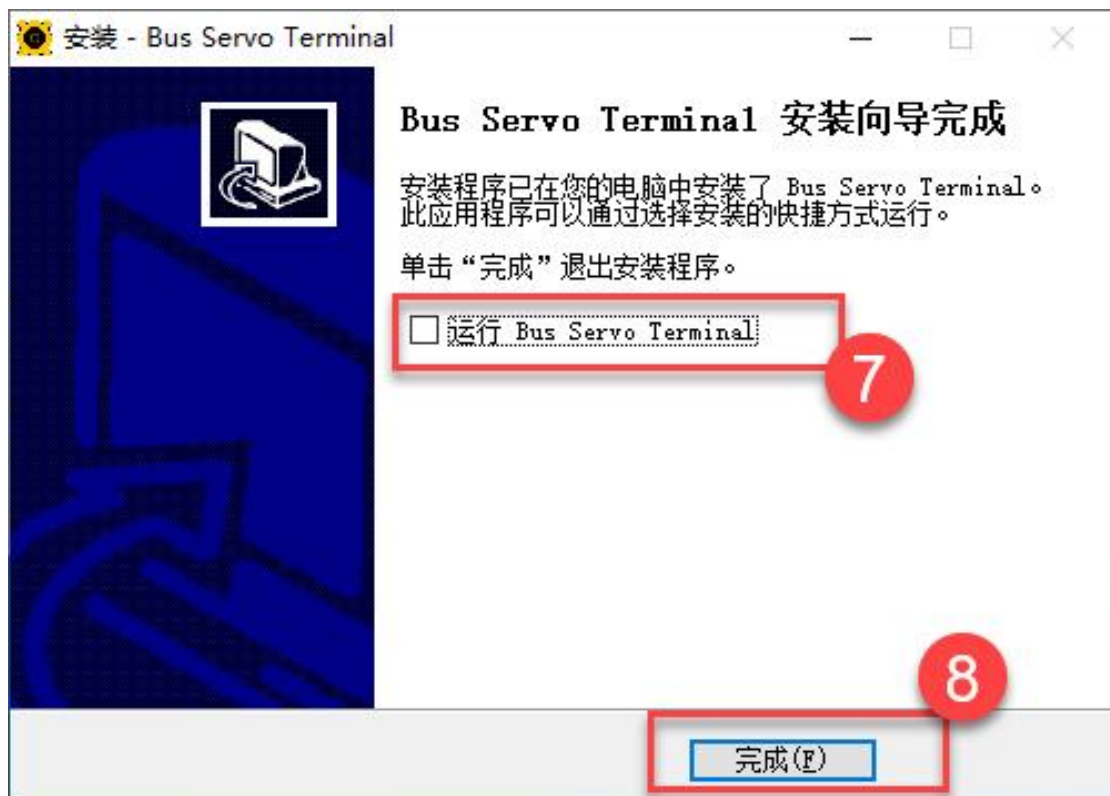 安装 - Bus Servo Terminal
Bus Servo Terminal 安装向导完成
安装程序已在您的电脑中安装了 Bus Servo Terminal。
此应用程序可以通过选择安装的快捷方式运行。
单击“完成”退出安装程序。
运行 Bus Servo Terminal
7
8
完成(F)